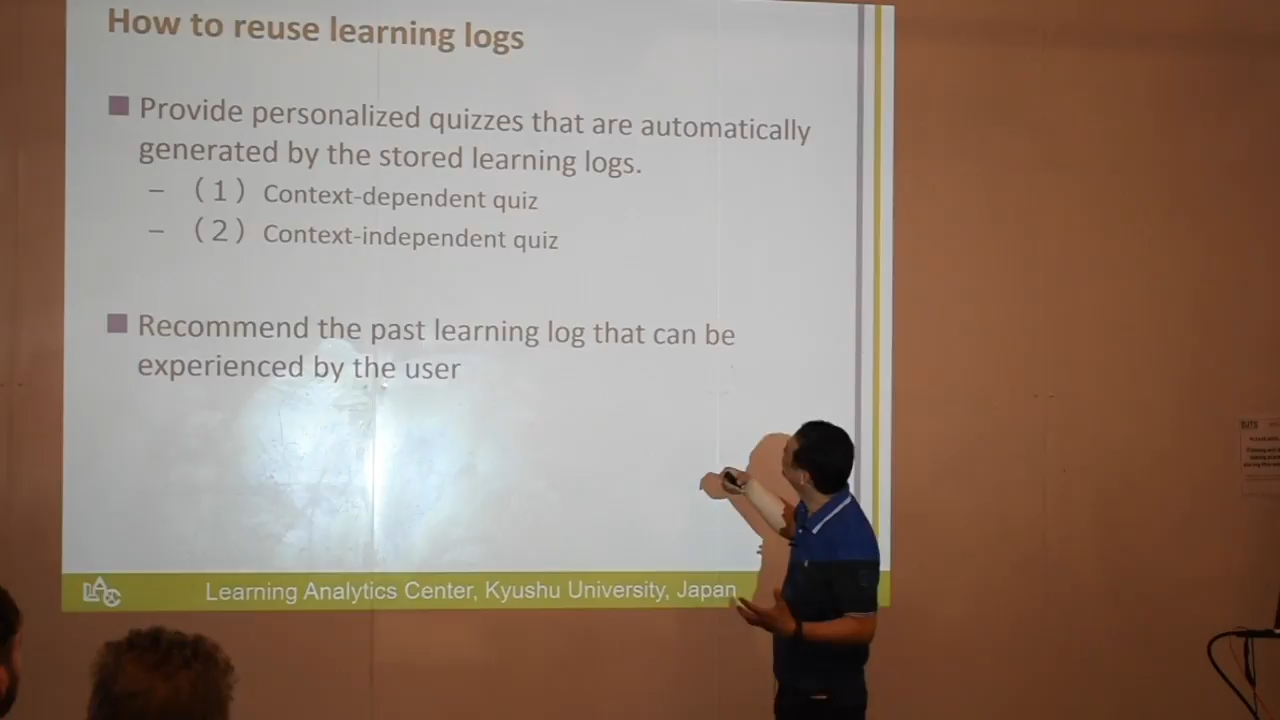 How to reuse learning logs
Provide personalized quizzes that are automatically
generated by the stored learning logs.
– （1） Context-dependent quiz
– （2） Context-independent quiz
Recommend the past learning log that can be
experienced by the user
Learning Analytics Center, Kyushu University, Japan